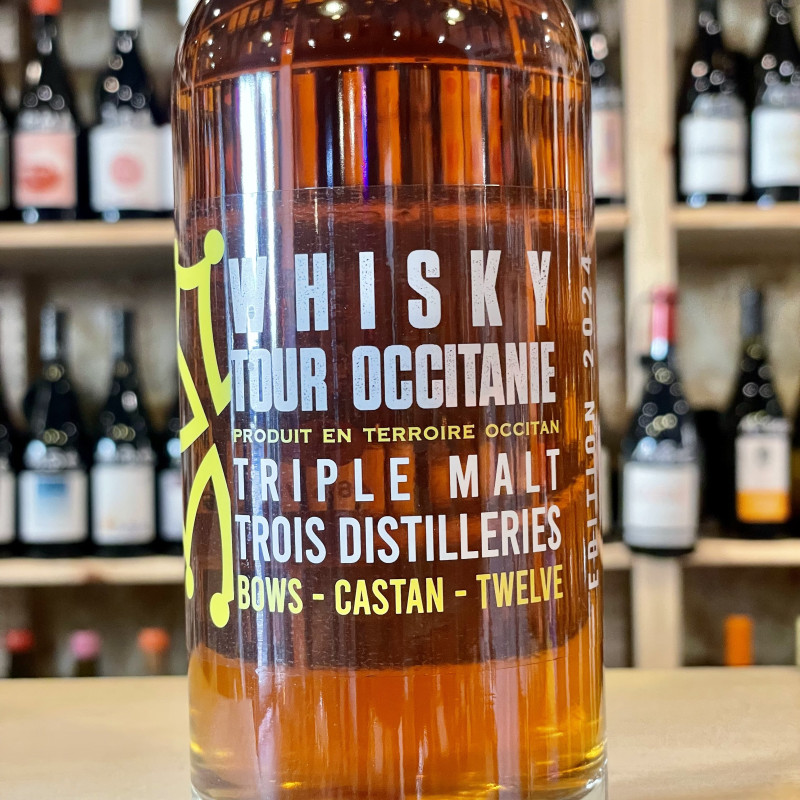 WHISKY
TOUR OCCITANIE
PRODUIT EN TERROIRE OCCITAN
TRIPLE MALT
TROIS DISTILLERIES
BOWS - CASTAN - TWELVE
EDITION 2024